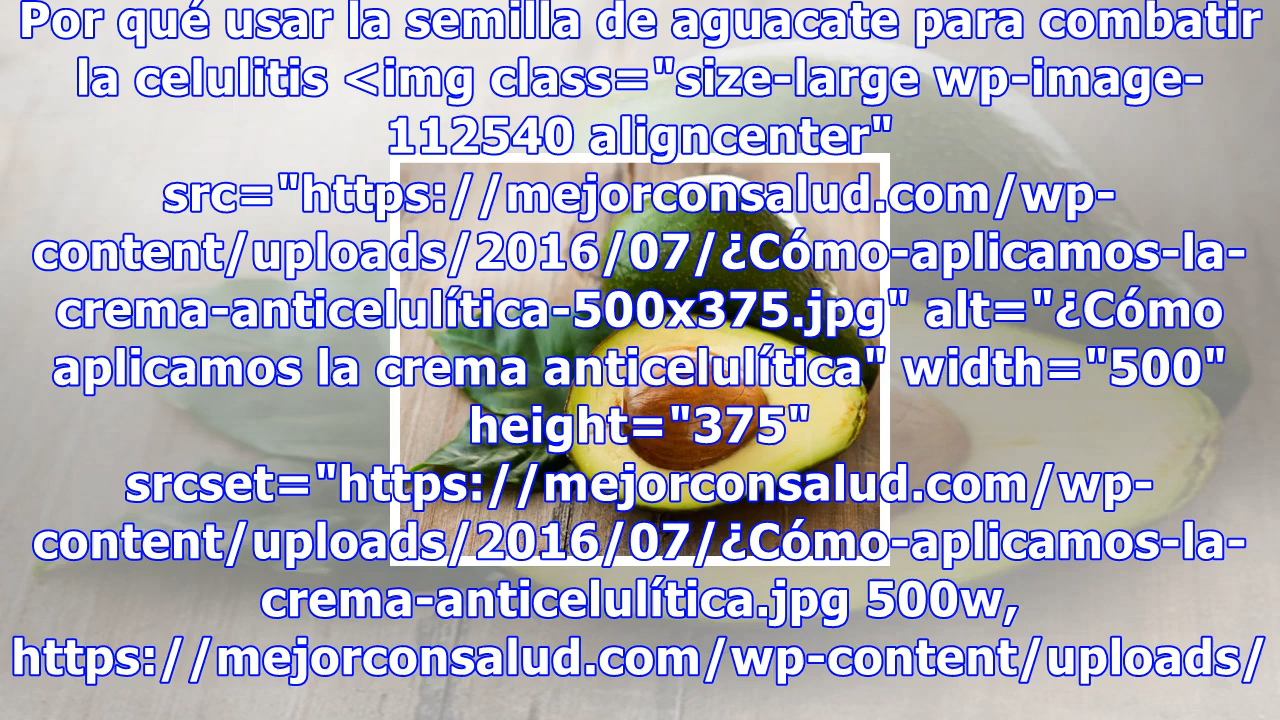 Por qué usar la semilla de aguacate para combatir
la celulitis <img class="size-large wp-image-
112540 aligncenter"
src="https://mejorconsalud.com/wp-
content/uploads/2016/07/¿Cómo-aplicamos-la-
crema-anticelulítica-500x375.jpg" alt="¿Cómo
aplicamos la crema anticelulítica" width="500"
height="375"
srcset="https://mejorconsalud.com/wp-
content/uploads/2016/07/¿Cómo-aplicamos-la-
crema-anticelulítica.jpg 500w,
https://mejorconsalud.com/wp-content/uploads/